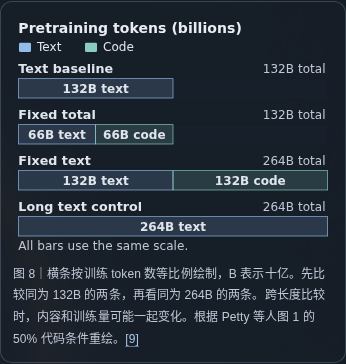 Pretraining tokens (billions)
Text Code
Text baseline 132B total
132B text
Fixed total 132B total
66B text 66B code
Fixed text 264B total
132B text 132B code
Long text control 264B total
264B text
All bars use the same scale.
图 8｜横条按训练 token 数等比例绘制，B 表示十亿。先比
较同为 132B 的两条，再看同为 264B 的两条。跨长度比较
时，内容和训练量可能一起变化。根据 Petty 等人图 1 的
50% 代码条件重绘。[9]